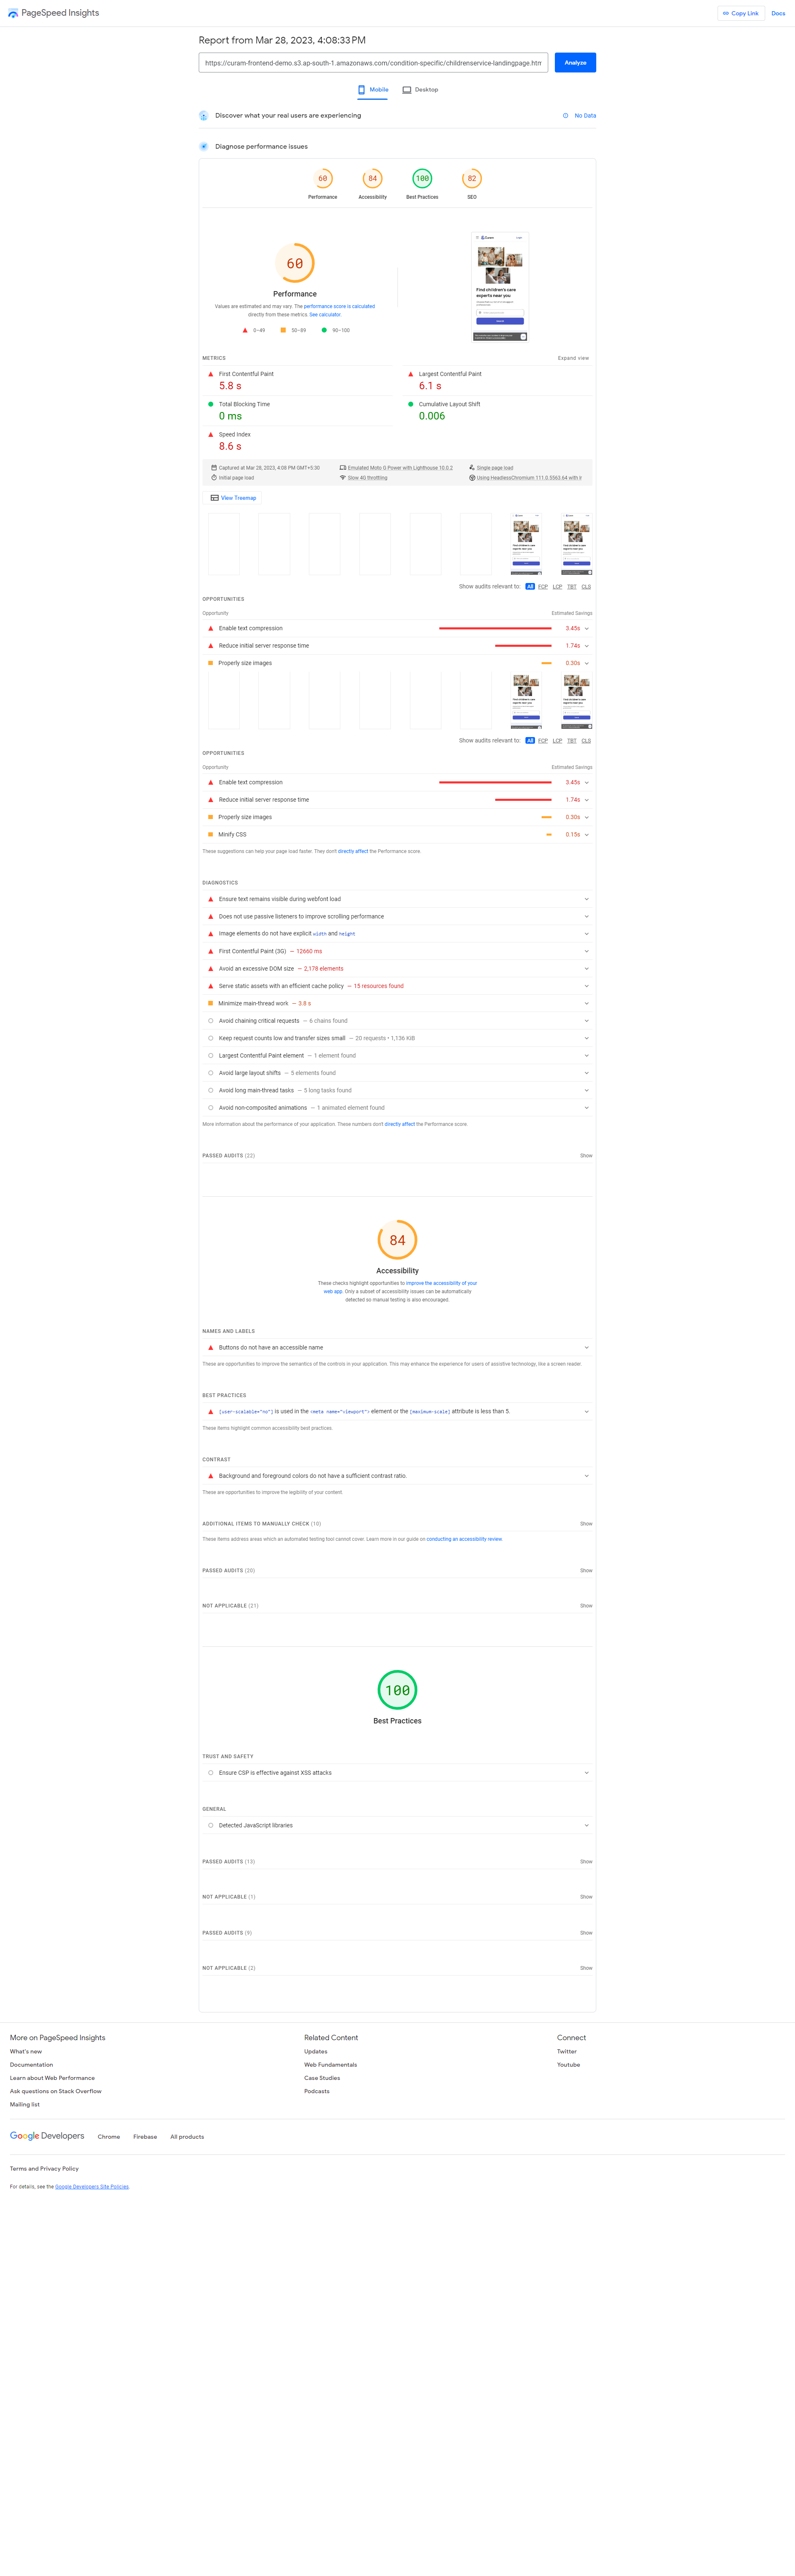 PageSpeed Insights
Copy Link
Docs
Report from Mar 28, 2023, 4:08:33 PM
https://curam-frontend-demo.s3.ap-south-1.amazonaws.com/condition-specific/childrenservice-landingpage.htm
Analyze
Mobile
Desktop
Discover what your real users are experiencing
No Data
Diagnose performance issues
60
84
100
82
Performance
Accessibility
Best Practices
SEO
60
Performance
Values are estimated and may vary. The performance score is calculated
directly from these metrics. See calculator.
0–49
50–89
90–100
Find children's care
experts near you
METRICS
Expand view
First Contentful Paint
5.8 s
Largest Contentful Paint
6.1 s
Total Blocking Time
0 ms
Cumulative Layout Shift
0.006
Speed Index
8.6 s
Captured at Mar 28, 2023, 4:08 PM GMT+5:30
Emulated Moto G Power with Lighthouse 10.0.2
Single page load
Initial page load
Slow 4G throttling
Using HeadlessChromium 111.0.5563.64 with lr
View Treemap
Show audits relevant to: All FCP LCP TBT CLS
OPPORTUNITIES
Opportunity
Estimated Savings
Enable text compression
3.45s
Reduce initial server response time
1.74s
Properly size images
0.30s
Show audits relevant to: All FCP LCP TBT CLS
OPPORTUNITIES
Opportunity
Estimated Savings
Enable text compression
3.45s
Reduce initial server response time
1.74s
Properly size images
0.30s
Minify CSS
0.15s
These suggestions can help your page load faster. They don't directly affect the Performance score.
DIAGNOSTICS
Ensure text remains visible during webfont load
Does not use passive listeners to improve scrolling performance
Image elements do not have explicit width and height
First Contentful Paint (3G) — 12660 ms
Avoid an excessive DOM size — 2,178 elements
Serve static assets with an efficient cache policy — 15 resources found
Minimize main-thread work — 3.8 s
Avoid chaining critical requests — 6 chains found
Keep request counts low and transfer sizes small — 20 requests • 1,136 KiB
Largest Contentful Paint element — 1 element found
Avoid large layout shifts — 5 elements found
Avoid long main-thread tasks — 5 long tasks found
Avoid non-composited animations — 1 animated element found
More information about the performance of your application. These numbers don't directly affect the Performance score.
PASSED AUDITS (22)
Show
84
Accessibility
These checks highlight opportunities to improve the accessibility of your
web app. Only a subset of accessibility issues can be automatically
detected so manual testing is also encouraged.
NAMES AND LABELS
Buttons do not have an accessible name
These are opportunities to improve the semantics of the controls in your application. This may enhance the experience for users of assistive technology, like a screen reader.
BEST PRACTICES
[user-scalable="no"] is used in the <meta name="viewport"> element or the [maximum-scale] attribute is less than 5.
These items highlight common accessibility best practices.
CONTRAST
Background and foreground colors do not have a sufficient contrast ratio.
These are opportunities to improve the legibility of your content.
ADDITIONAL ITEMS TO MANUALLY CHECK (10)
Show
These items address areas which an automated testing tool cannot cover. Learn more in our guide on conducting an accessibility review.
PASSED AUDITS (20)
Show
NOT APPLICABLE (21)
Show
100
Best Practices
TRUST AND SAFETY
Ensure CSP is effective against XSS attacks
GENERAL
Detected JavaScript libraries
PASSED AUDITS (13)
Show
NOT APPLICABLE (1)
Show
PASSED AUDITS (9)
Show
NOT APPLICABLE (2)
Show
More on PageSpeed Insights
What's new
Documentation
Learn about Web Performance
Ask questions on Stack Overflow
Mailing list
Related Content
Updates
Web Fundamentals
Case Studies
Podcasts
Connect
Twitter
Youtube
Google Developers
Chrome
Firebase
All products
Terms and Privacy Policy
For details, see the Google Developers Site Policies.